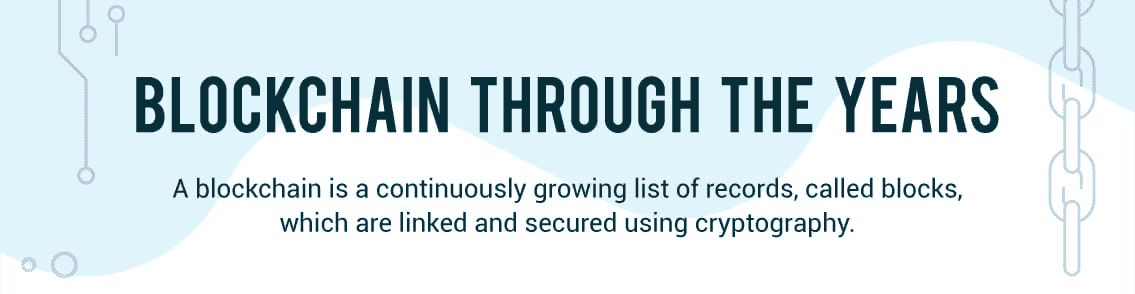 BLOCKCHAIN THROUGH THE YEARS
A blockchain is a continuously growing list of records, called blocks,
which are linked and secured using cryptography.